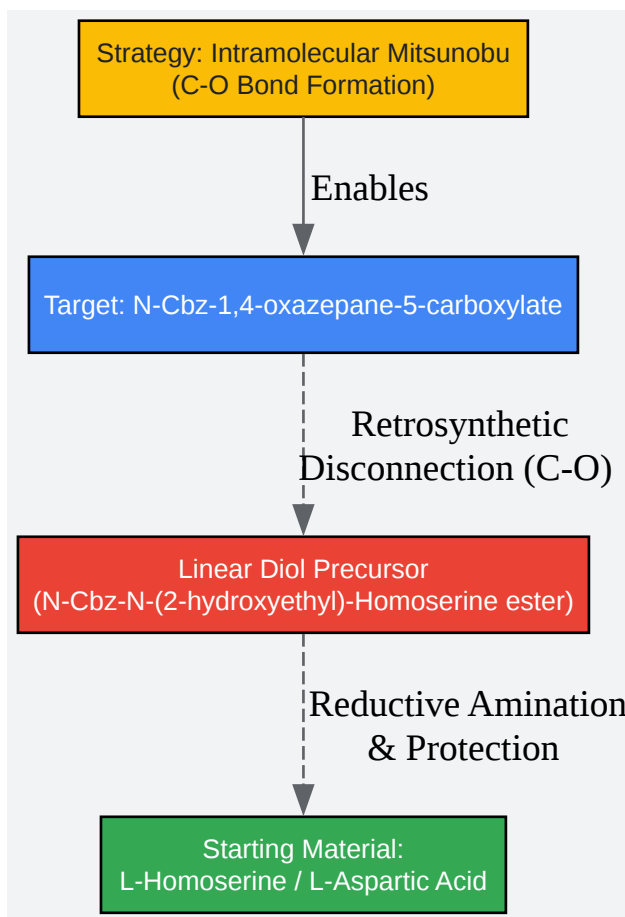 Strategy: Intramolecular Mitsunobu
(C-O Bond Formation)
Enables
Target: N-Cbz-1,4-oxazepane-5-carboxylate
Retrosynthetic
Disconnection (C-O)
Linear Diol Precursor
(N-Cbz-N-(2-hydroxyethyl)-Homoserine ester)
Reductive Amination
& Protection
Starting Material:
L-Homoserine / L-Aspartic Acid